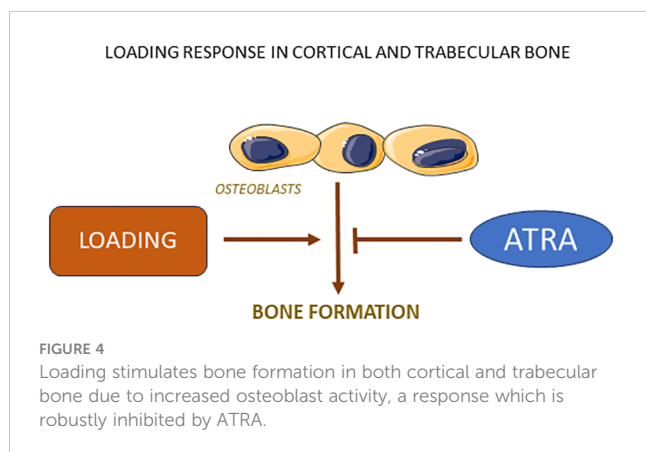 LOADING RESPONSE IN CORTICAL AND TRABECULAR BONE
OSTEOBLASTS
LOADING
ATRA
BONE FORMATION
FIGURE 4
Loading stimulates bone formation in both cortical and trabecular
bone due to increased osteoblast activity, a response which is
robustly inhibited by ATRA.